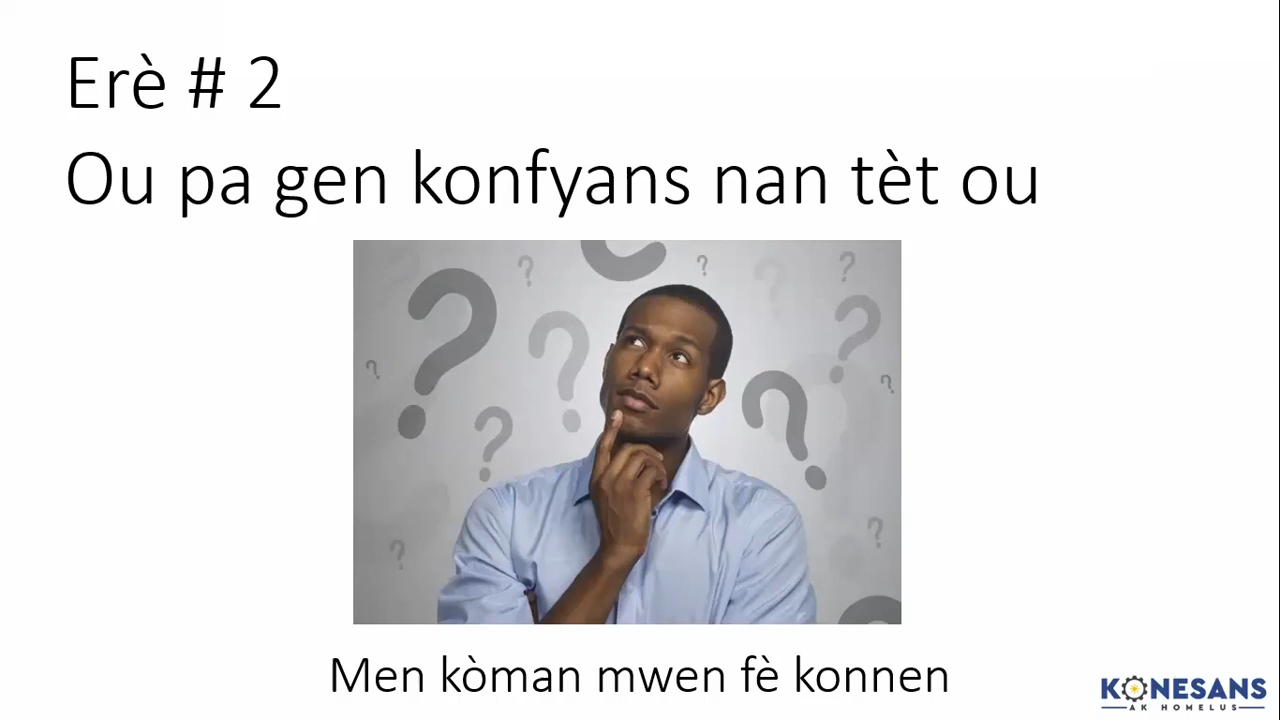 Erè # 2
Ou pa gen konfyans nan tèt ou
? ? ? ? ? ? ? ? ? ? ? ? ? ?
Men kòman mwen fè konnen
KONESANS
AK HOMELUS